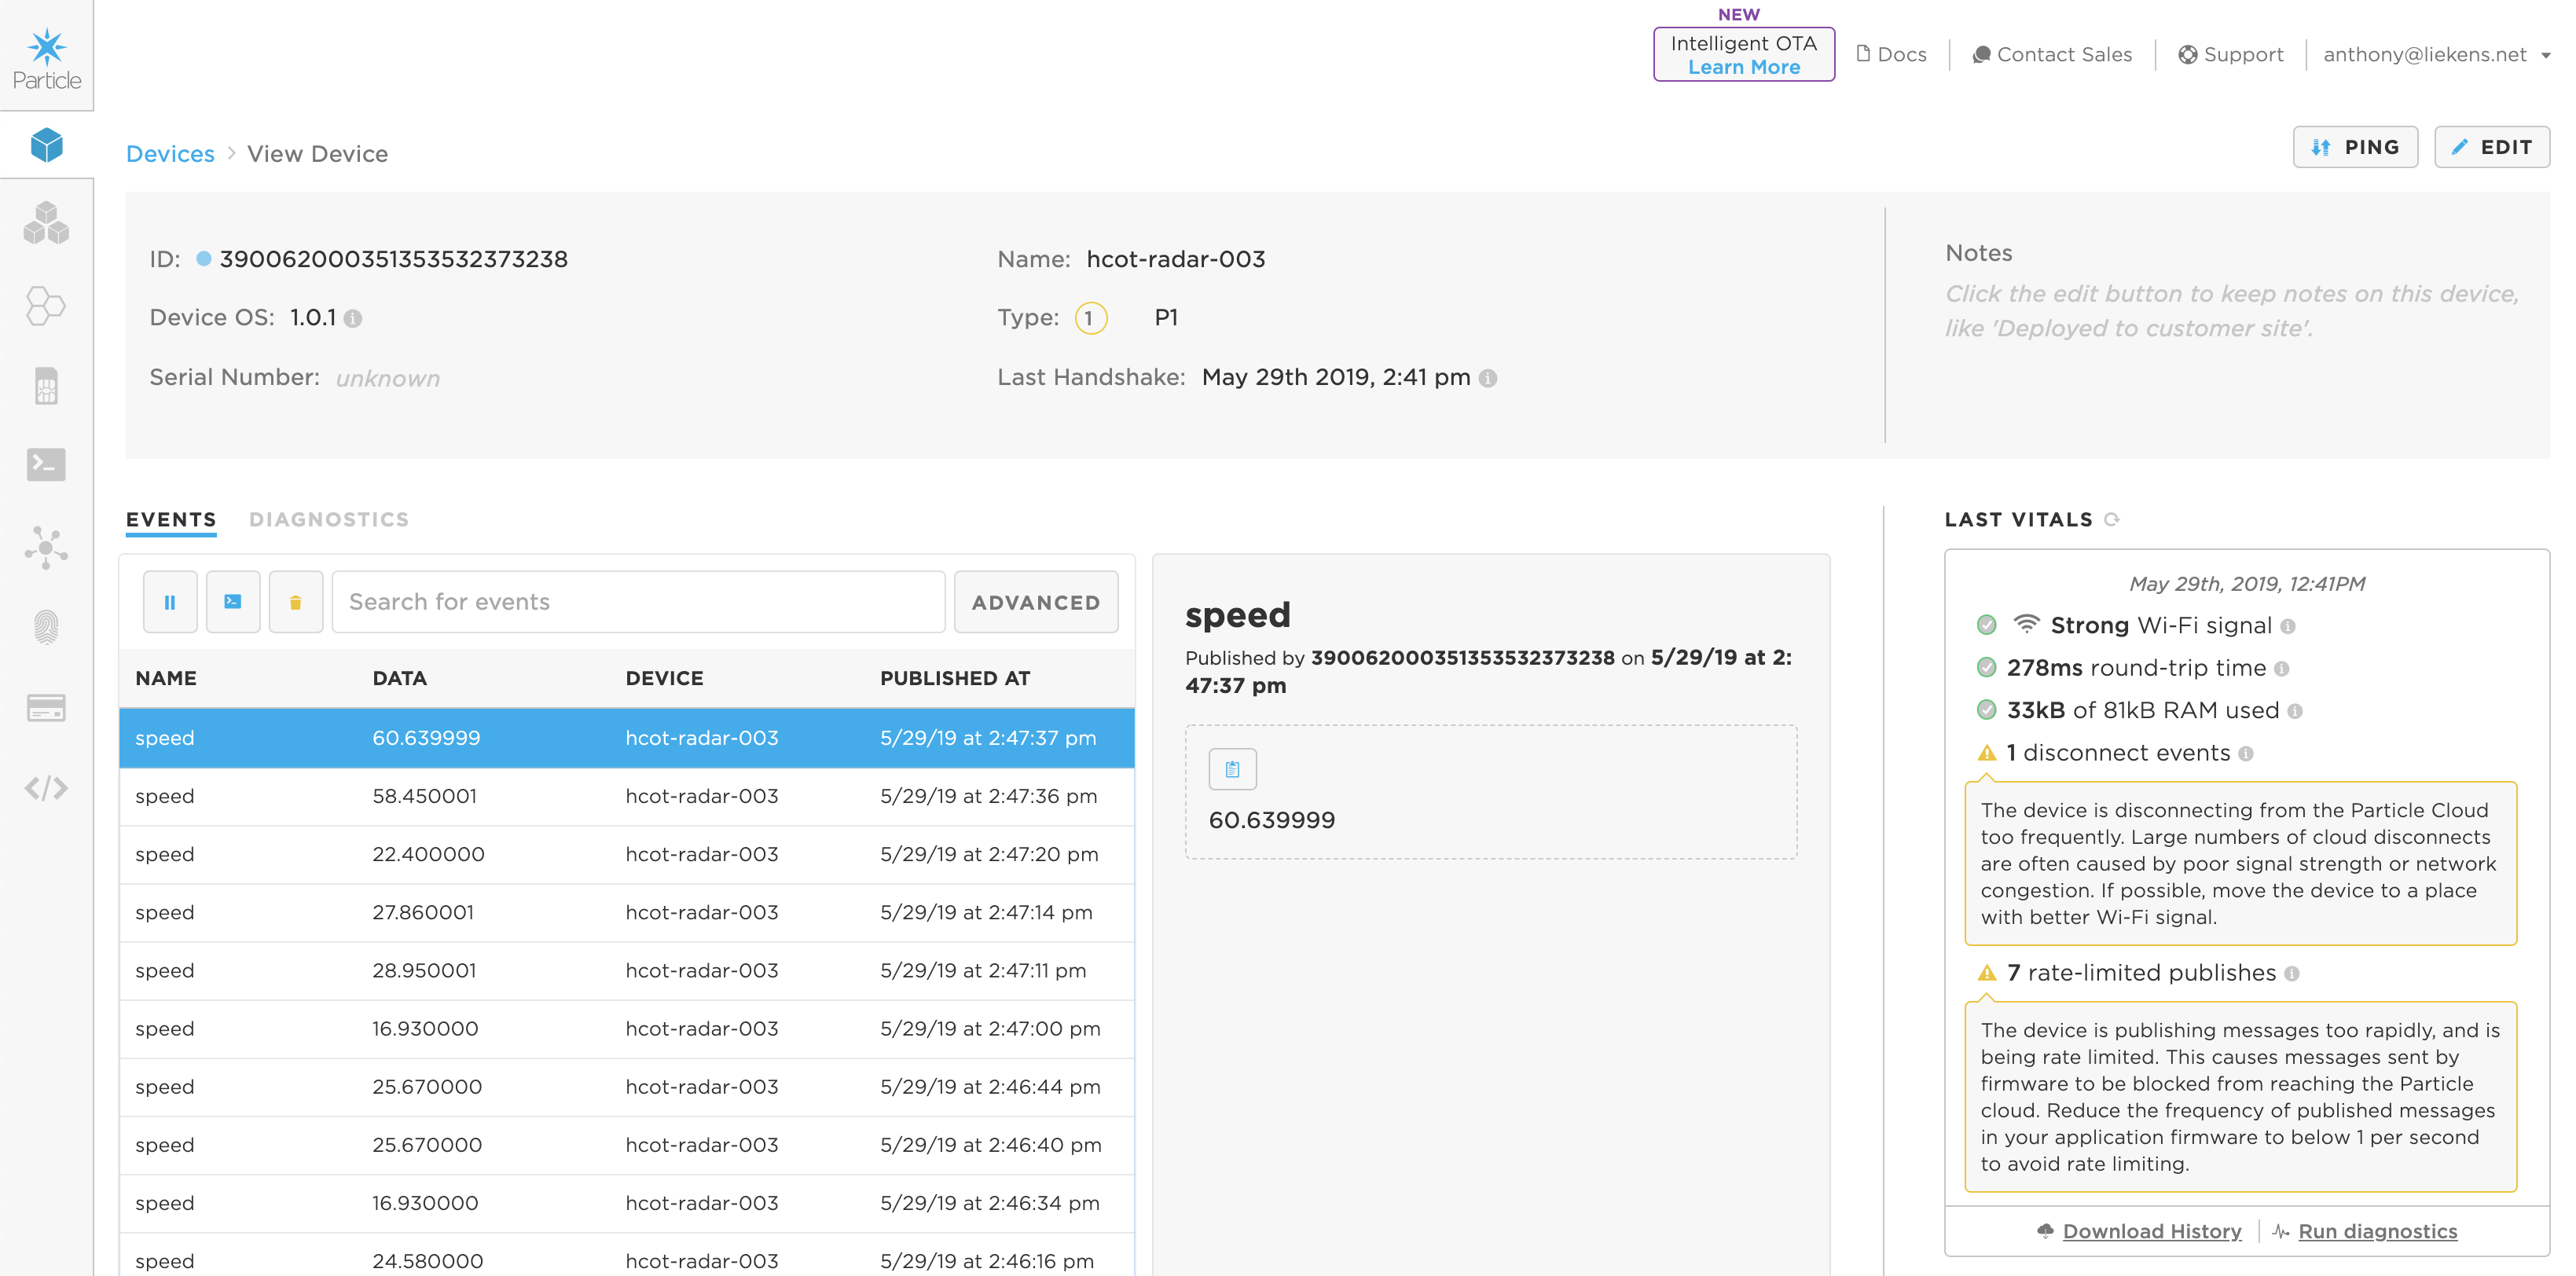 Particle
NEW
Intelligent OTA
Learn More
Docs
Contact Sales
Support
anthony@liekens.net
Devices > View Device
PING
EDIT
ID: 390062000351353532373238
Name: hcot-radar-003
Device OS: 1.0.1
Type: 1 P1
Serial Number: unknown
Last Handshake: May 29th 2019, 2:41 pm
Notes
Click the edit button to keep notes on this device,
like 'Deployed to customer site'.
EVENTS DIAGNOSTICS
Search for events
ADVANCED
NAME DATA DEVICE PUBLISHED AT
speed 60.639999 hcot-radar-003 5/29/19 at 2:47:37 pm
speed 58.450001 hcot-radar-003 5/29/19 at 2:47:36 pm
speed 22.400000 hcot-radar-003 5/29/19 at 2:47:20 pm
speed 27.860001 hcot-radar-003 5/29/19 at 2:47:14 pm
speed 28.950001 hcot-radar-003 5/29/19 at 2:47:11 pm
speed 16.930000 hcot-radar-003 5/29/19 at 2:47:00 pm
speed 25.670000 hcot-radar-003 5/29/19 at 2:46:44 pm
speed 25.670000 hcot-radar-003 5/29/19 at 2:46:40 pm
speed 16.930000 hcot-radar-003 5/29/19 at 2:46:34 pm
speed 24.580000 hcot-radar-003 5/29/19 at 2:46:16 pm
speed
Published by 390062000351353532373238 on 5/29/19 at 2:
47:37 pm
60.639999
LAST VITALS
May 29th, 2019, 12:41PM
Strong Wi-Fi signal
278ms round-trip time
33kB of 81kB RAM used
1 disconnect events
The device is disconnecting from the Particle Cloud
too frequently. Large numbers of cloud disconnects
are often caused by poor signal strength or network
congestion. If possible, move the device to a place
with better Wi-Fi signal.
7 rate-limited publishes
The device is publishing messages too rapidly, and is
being rate limited. This causes messages sent by
firmware to be blocked from reaching the Particle
cloud. Reduce the frequency of published messages
in your application firmware to below 1 per second
to avoid rate limiting.
Download History
Run diagnostics